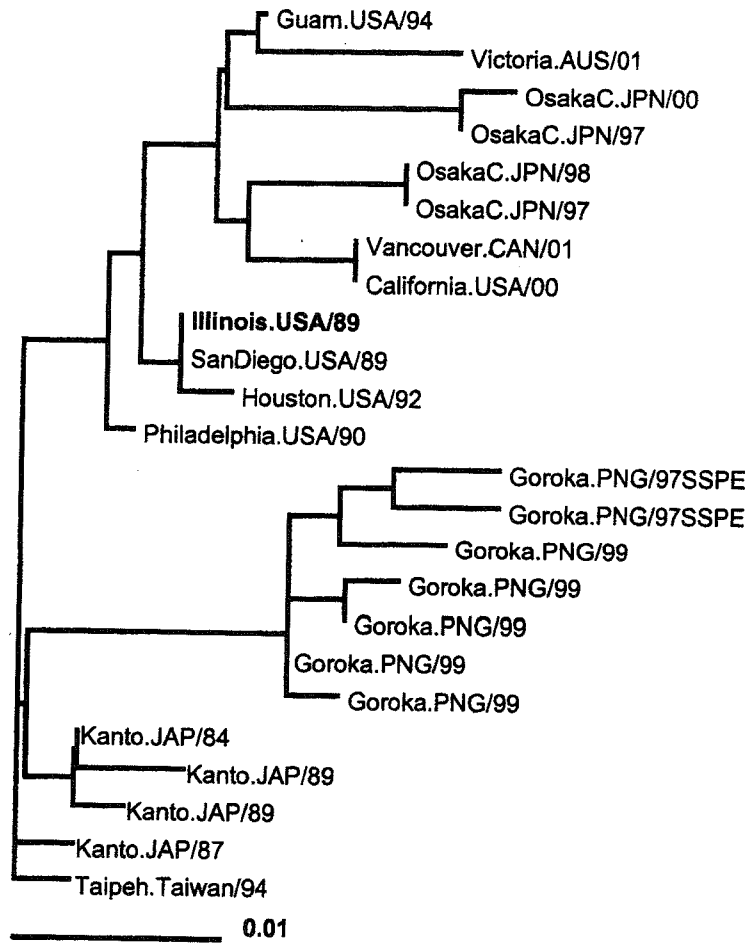 Guam.USA/94
Victoria.AUS/01
OsakaC.JPN/00
OsakaC.JPN/97
OsakaC.JPN/98
OsakaC.JPN/97
Vancouver.CAN/01
California.USA/00
Illinois.USA/89
SanDiego.USA/89
Houston.USA/92
Philadelphia.USA/90
Goroka.PNG/97SSPE
Goroka.PNG/97SSPE
Goroka.PNG/99
Goroka.PNG/99
Goroka.PNG/99
Goroka.PNG/99
Goroka.PNG/99
Kanto.JAP/84
Kanto.JAP/89
Kanto.JAP/89
Kanto.JAP/87
Taipeh.Taiwan/94
0.01